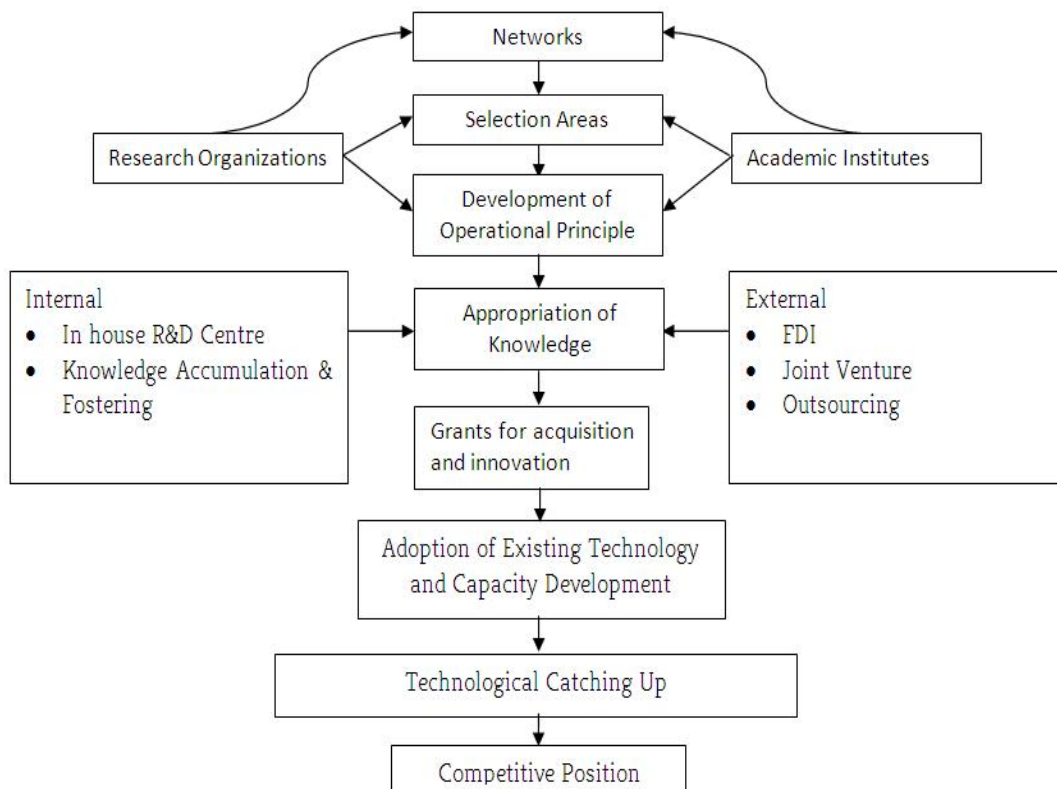 Networks
Selection Areas
Research Organizations
Academic Institutes
Development of
Operational Principle
Internal
• In house R&D Centre
• Knowledge Accumulation &
Fostering
Appropriation of
Knowledge
External
• FDI
• Joint Venture
• Outsourcing
Grants for acquisition
and innovation
Adoption of Existing Technology
and Capacity Development
Technological Catching Up
Competitive Position